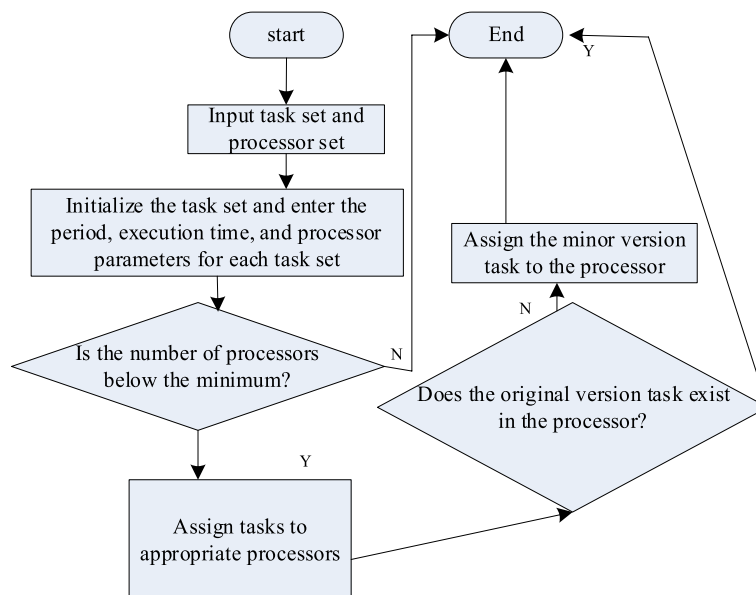 start
Input task set and
processor set
Initialize the task set and enter the
period, execution time, and processor
parameters for each task set
Is the number of processors
below the minimum?
N
Y
Assign tasks to
appropriate processors
Does the original version task exist
in the processor?
N
Assign the minor version
task to the processor
Y
End